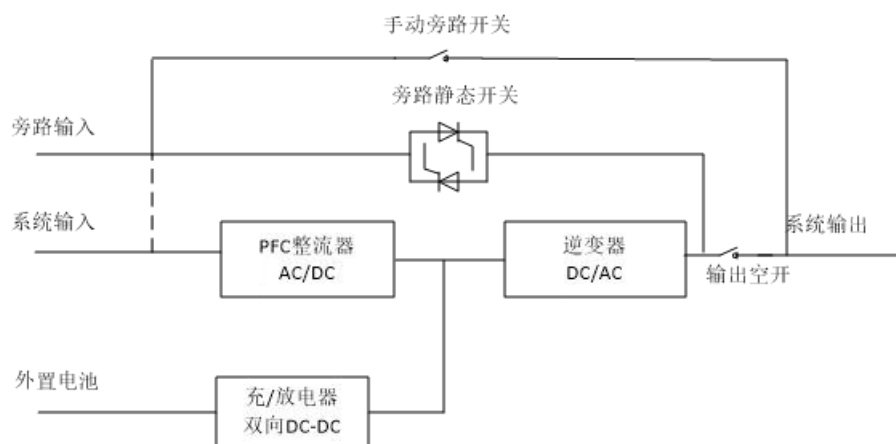 手动旁路开关
旁路静态开关
旁路输入
系统输入
PFC整流器
AC/DC
逆变器
DC/AC
系统输出
输出空开
外置电池
充/放电器
双向DC-DC